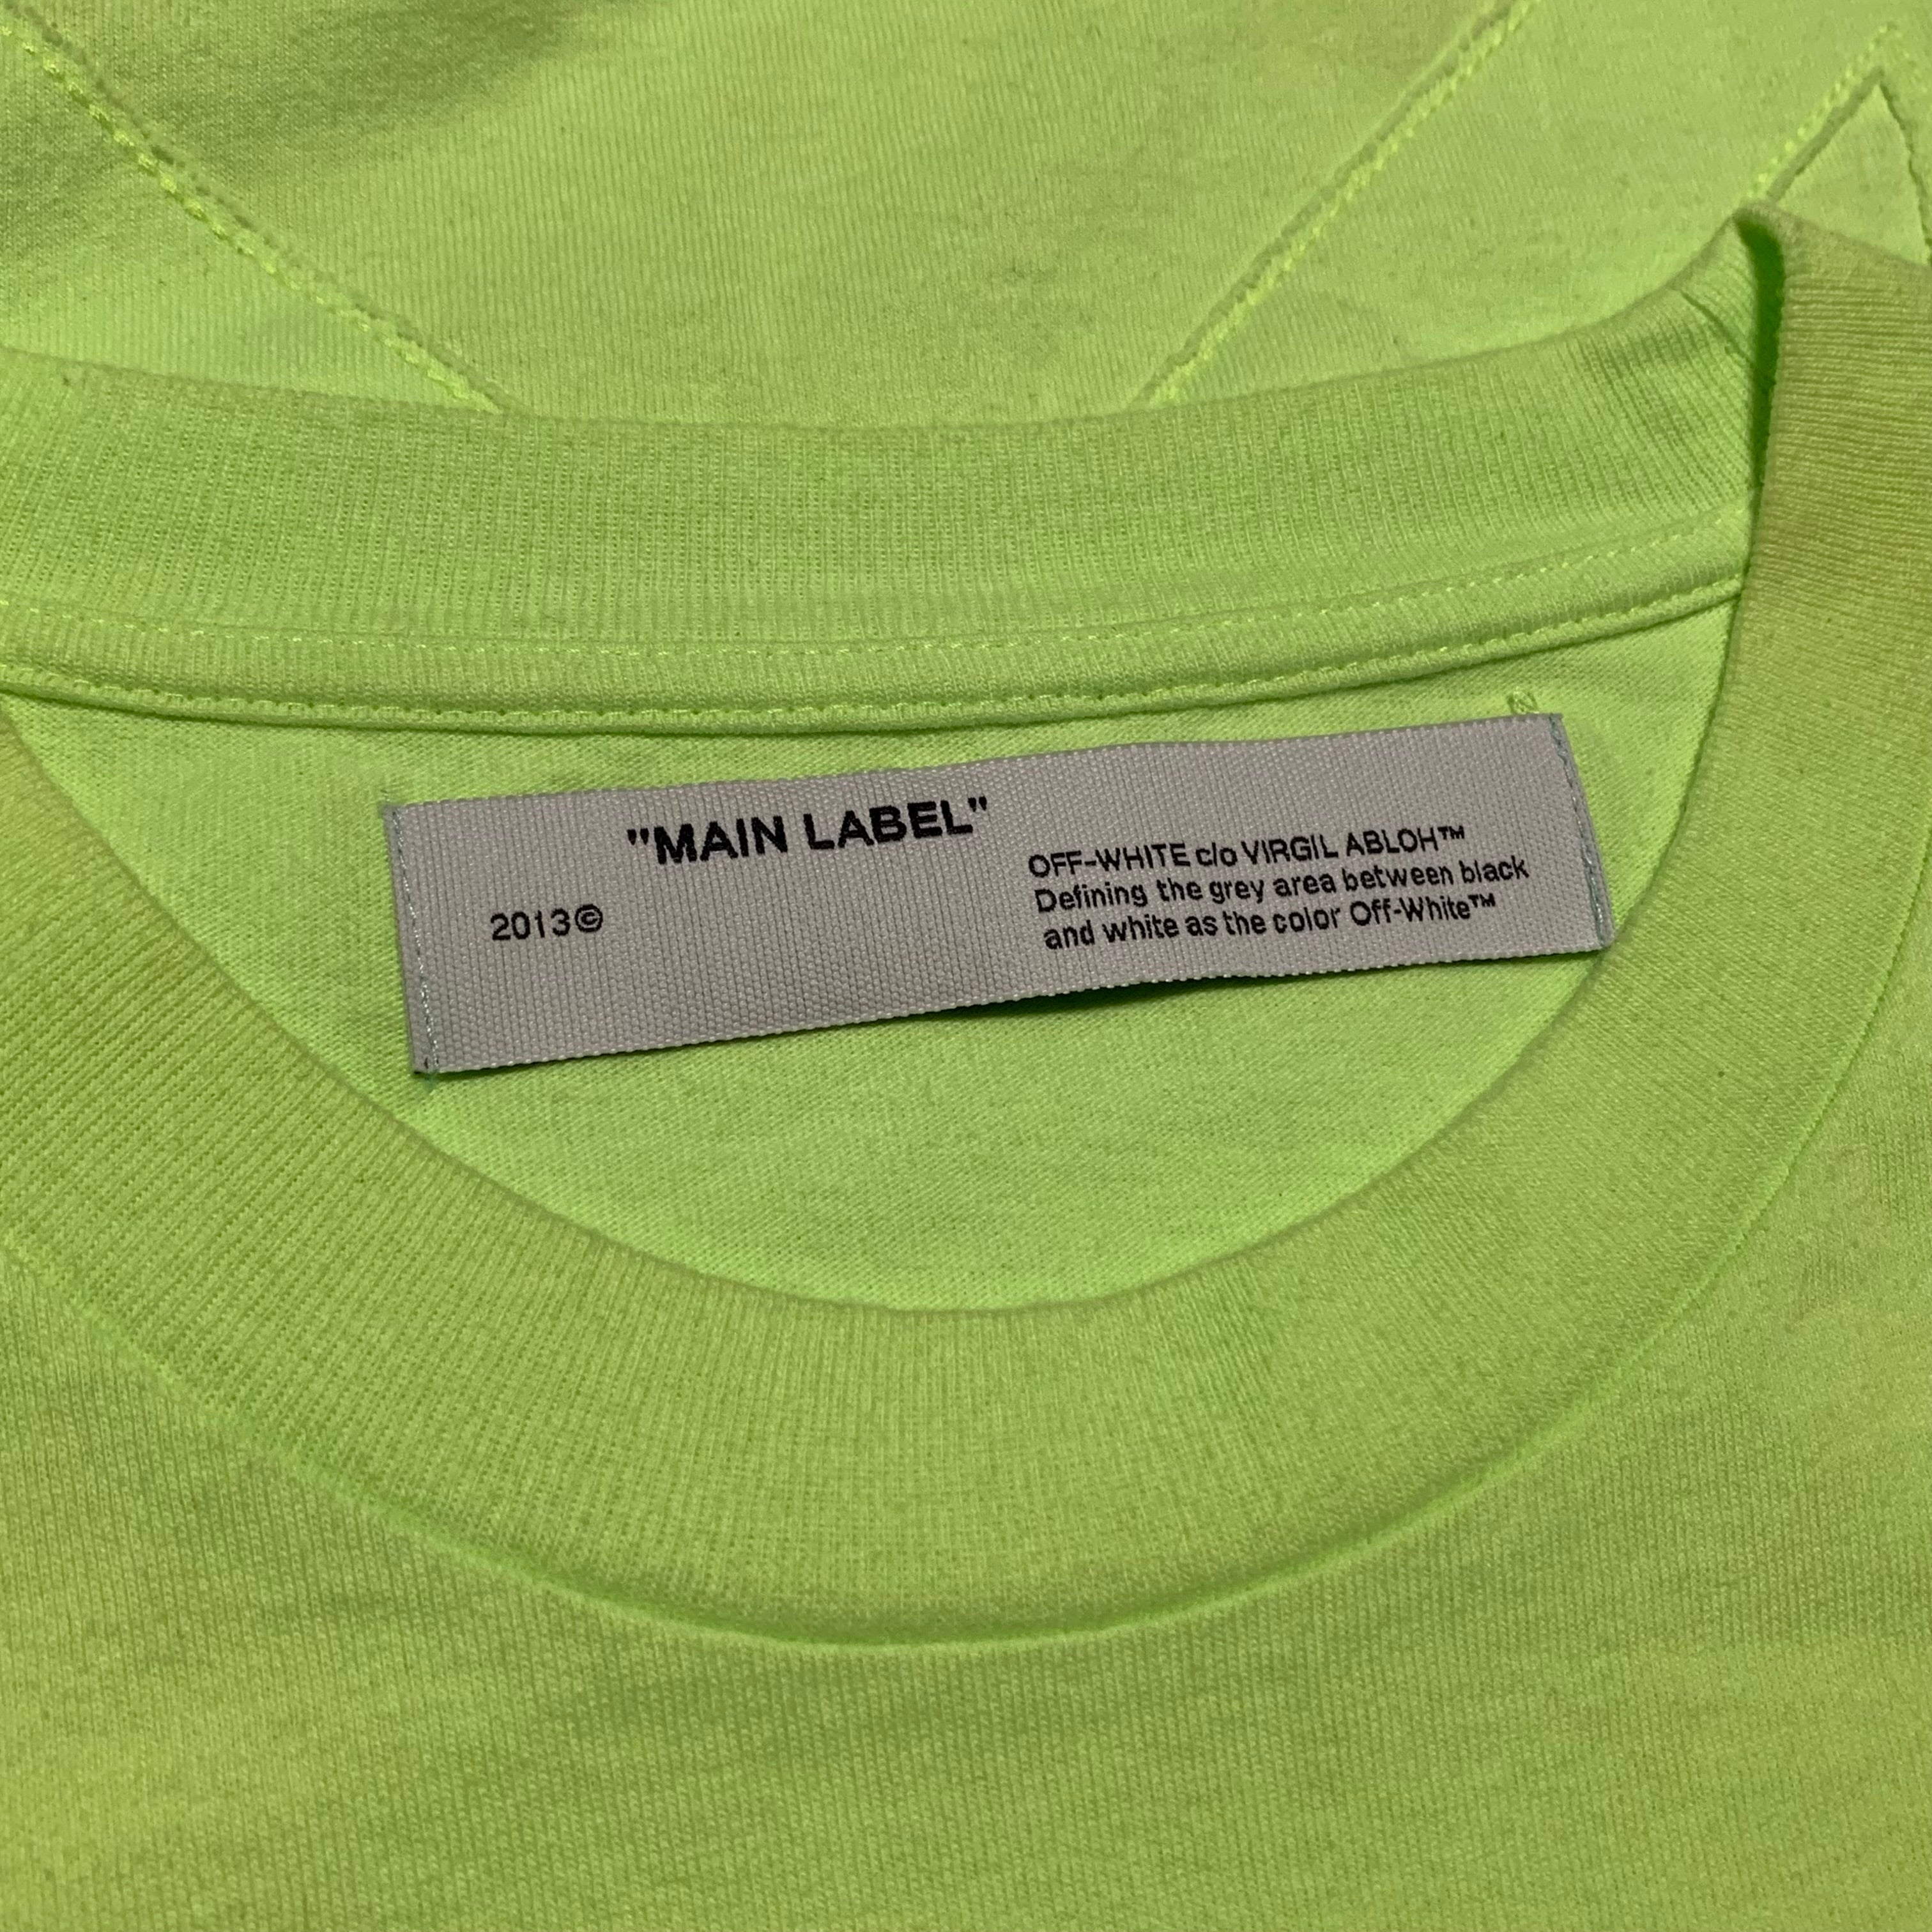 "MAIN LABEL"
2013©
OFF-WHITE c/o VIRGIL ABLOH™
Defining the grey area between black
and white as the color Off-White™